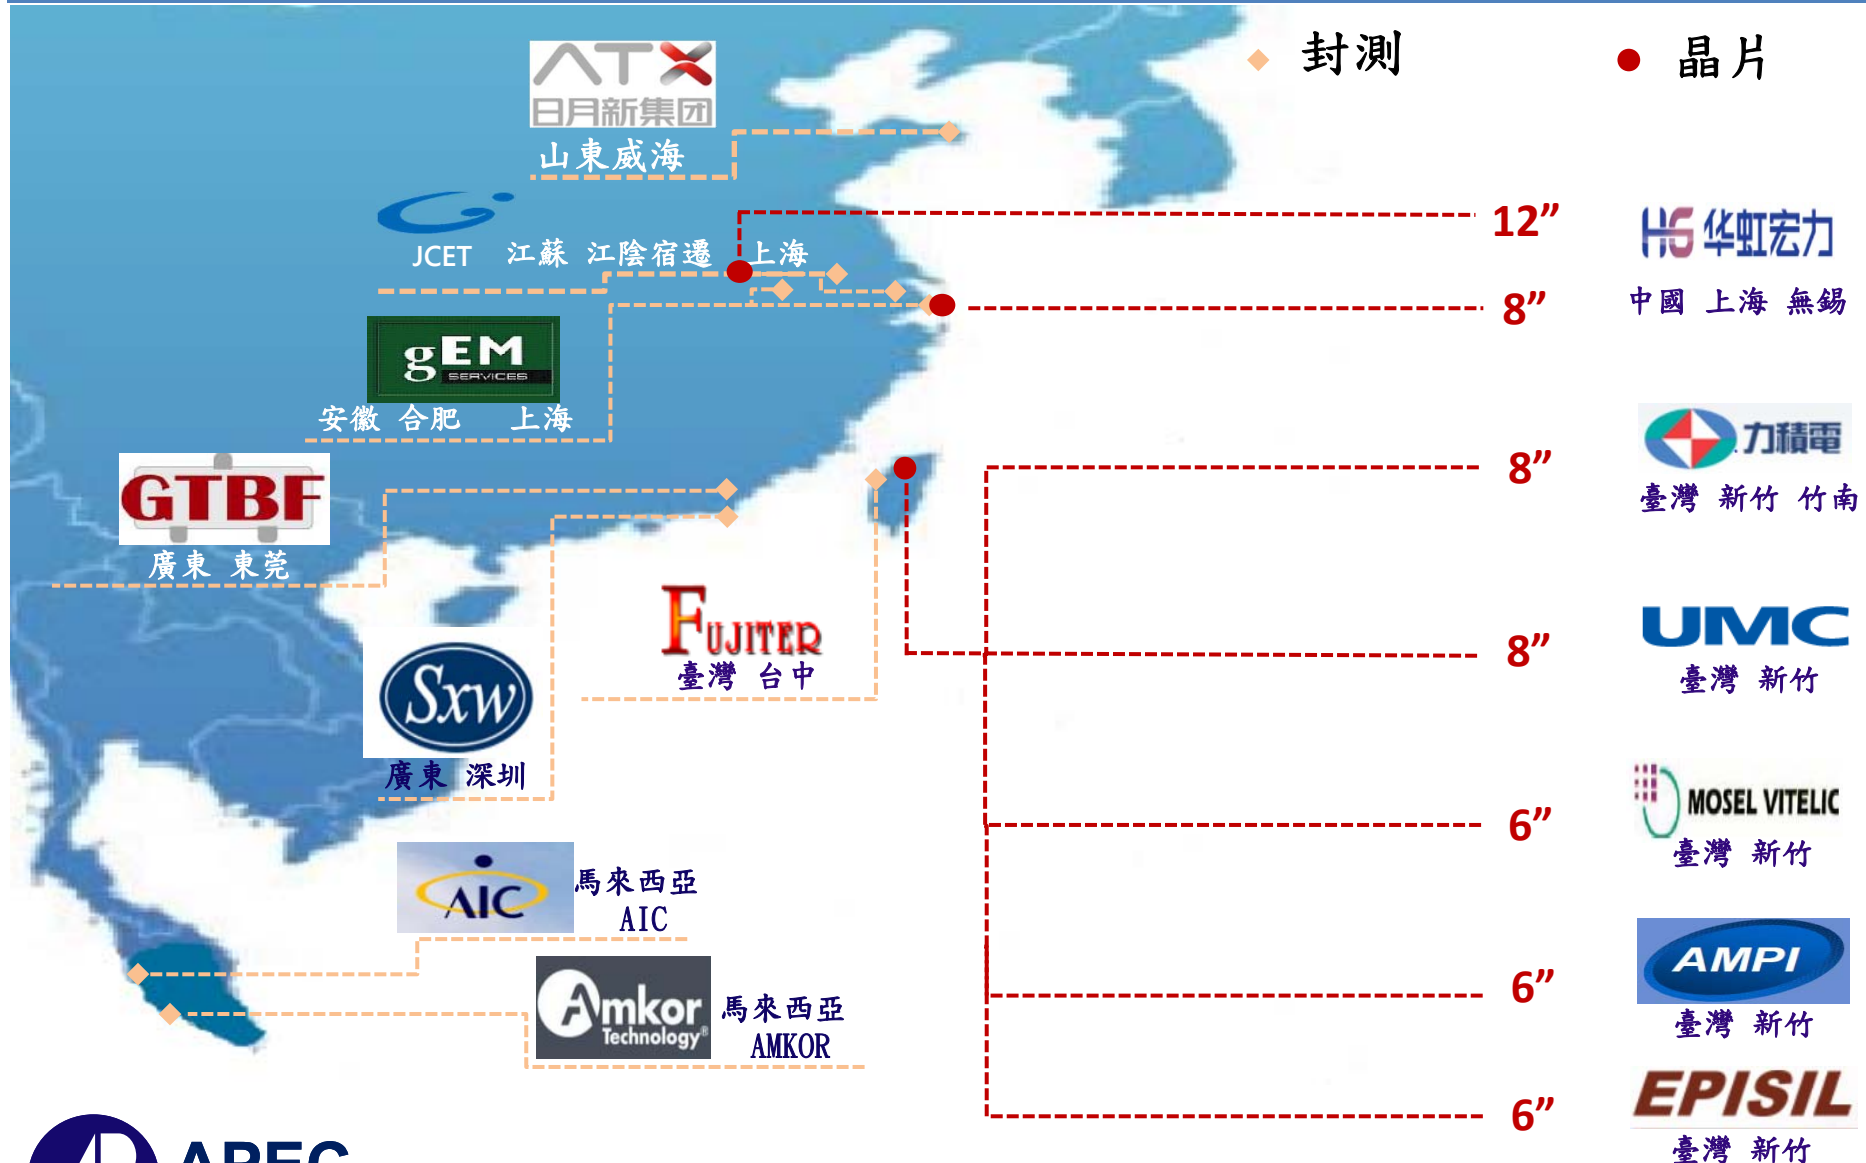 封測
晶片
ATX
日月新集团
山東威海
JCET 江蘇 江陰宿遷 上海
12”
华虹宏力
中國 上海 無錫
8”
gEM
SERVICES
安徽 合肥 上海
8”
力積電
臺灣 新竹 竹南
GTBF
廣東 東莞
FUJITER
臺灣 台中
8”
UMC
臺灣 新竹
Sxw
廣東 深圳
6”
MOSEL VITELIC
臺灣 新竹
AIC
馬來西亞
AIC
6”
AMPI
臺灣 新竹
Amkor
Technology®
馬來西亞
AMKOR
6”
EPISIL
臺灣 新竹
APEC